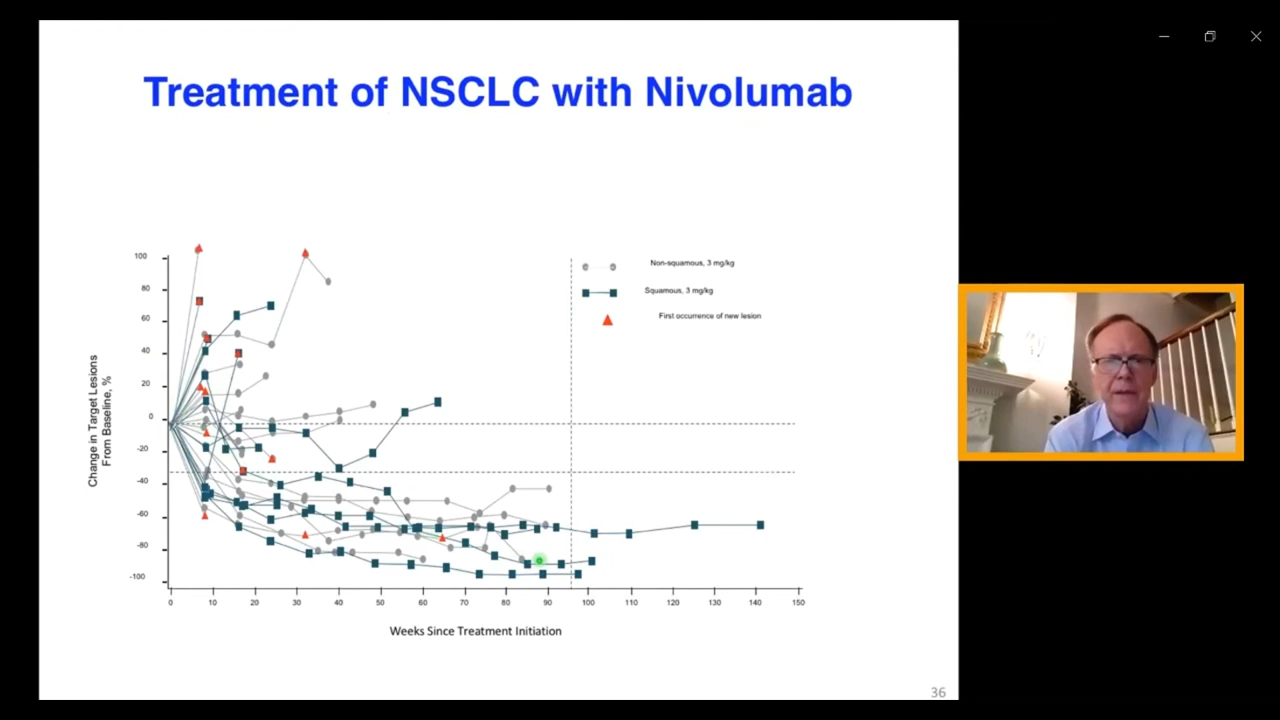 Treatment of NSCLC with Nivolumab
Non-squamous, 3 mg/kg
Squamous, 3 mg/kg
First occurrence of new lesion
Change in Target Lesions
From Baseline, %
100
80
60
40
20
0
-20
-40
-60
-80
-100
0 10 20 30 40 50 60 70 80 90 100 110 120 130 140 150
Weeks Since Treatment Initiation
36